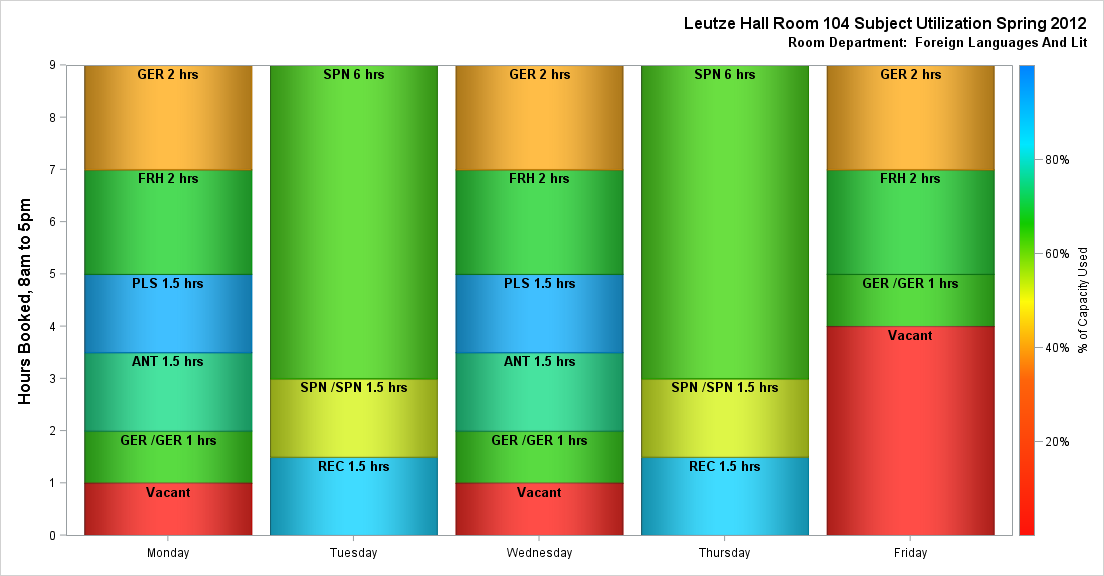 Leutze Hall Room 104 Subject Utilization Spring 2012
Room Department:  Foreign Languages And Lit
Hours Booked, 8am to 5pm
9
8
7
6
5
4
3
2
1
0
GER 2 hrs
FRH 2 hrs
PLS 1.5 hrs
ANT 1.5 hrs
GER /GER 1 hrs
Vacant
Monday
SPN 6 hrs
SPN /SPN 1.5 hrs
REC 1.5 hrs
Tuesday
GER 2 hrs
FRH 2 hrs
PLS 1.5 hrs
ANT 1.5 hrs
GER /GER 1 hrs
Vacant
Wednesday
SPN 6 hrs
SPN /SPN 1.5 hrs
REC 1.5 hrs
Thursday
GER 2 hrs
FRH 2 hrs
GER /GER 1 hrs
Vacant
Friday
80%
60%
40%
20%
% of Capacity Used